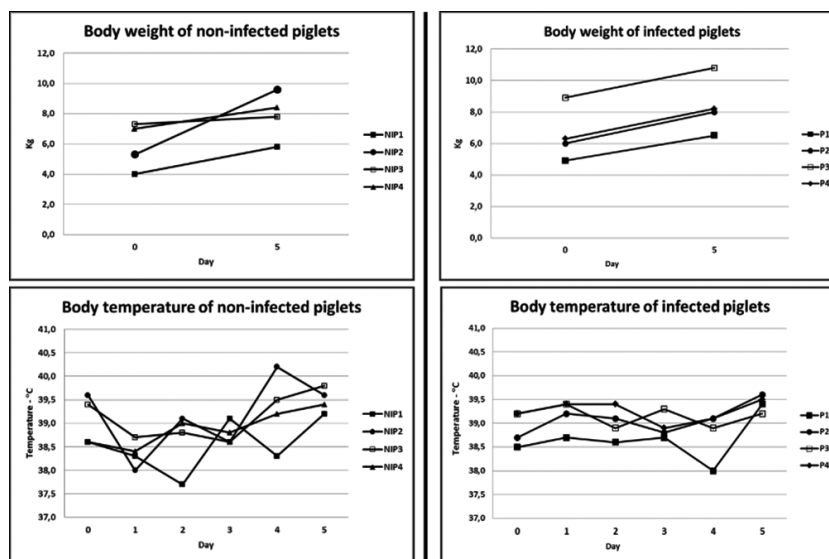 Body weight of non-infected piglets
12,0
10,0
8,0
6,0
4,0
2,0
0,0
Kg
0 5
Day
NIP1
NIP2
NIP3
NIP4
Body weight of infected piglets
12,0
10,0
8,0
6,0
4,0
2,0
0,0
Kg
0 5
Day
P1
P2
P3
P4
Body temperature of non-infected piglets
41,0
40,5
40,0
39,5
39,0
38,5
38,0
37,5
37,0
Temperature - °C
0 1 2 3 4 5
Day
NIP1
NIP2
NIP3
NIP4
Body temperature of infected piglets
41,0
40,5
40,0
39,5
39,0
38,5
38,0
37,5
37,0
Temperature - °C
0 1 2 3 4 5
Day
P1
P2
P3
P4